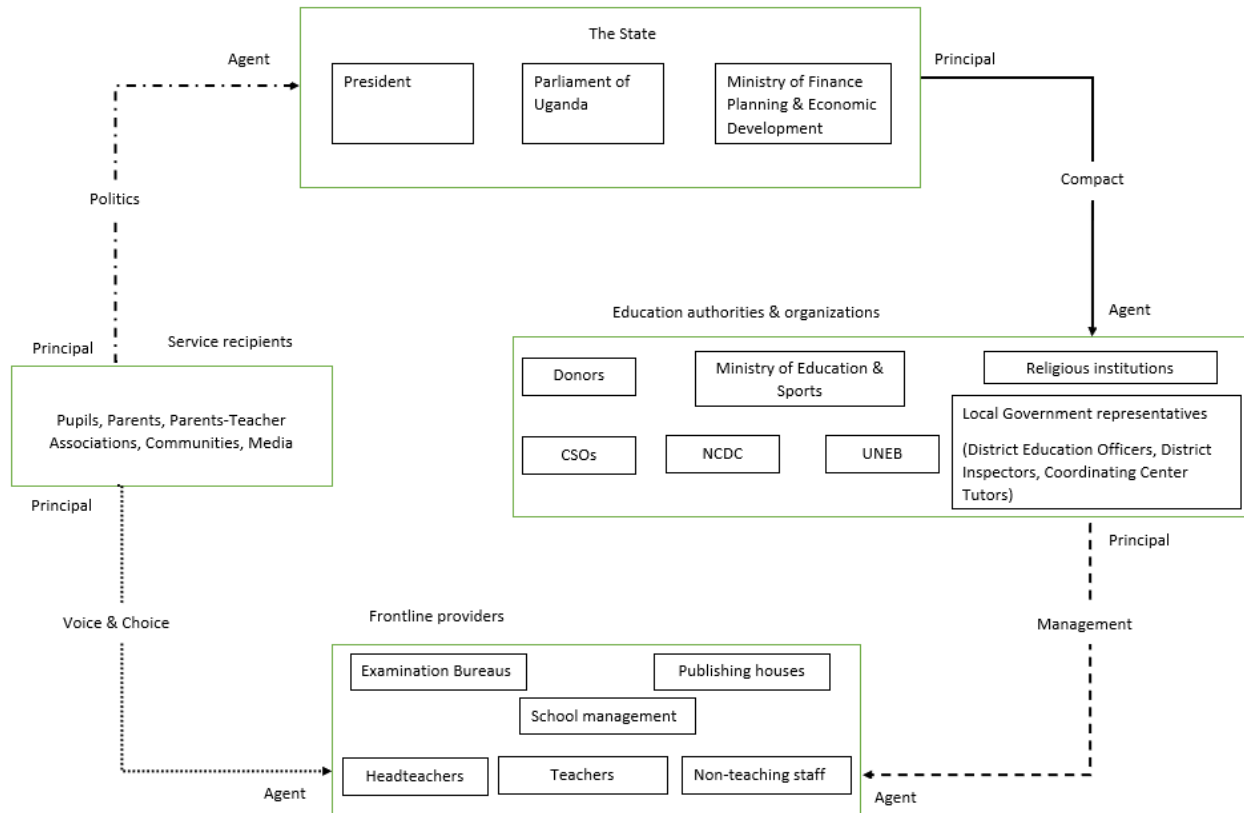 The State
Agent
Principal
President
Parliament of
Uganda
Ministry of Finance
Planning & Economic
Development
Politics
Compact
Education authorities & organizations
Agent
Principal
Service recipients
Donors
Ministry of Education &
Sports
Religious institutions
Pupils, Parents, Parents-Teacher
Associations, Communities, Media
Local Government representatives
(District Education Officers, District
Inspectors, Coordinating Center
Tutors)
CSOs
NCDC
UNEB
Principal
Principal
Voice & Choice
Management
Frontline providers
Examination Bureaus
Publishing houses
School management
Headteachers
Teachers
Non-teaching staff
Agent
Agent